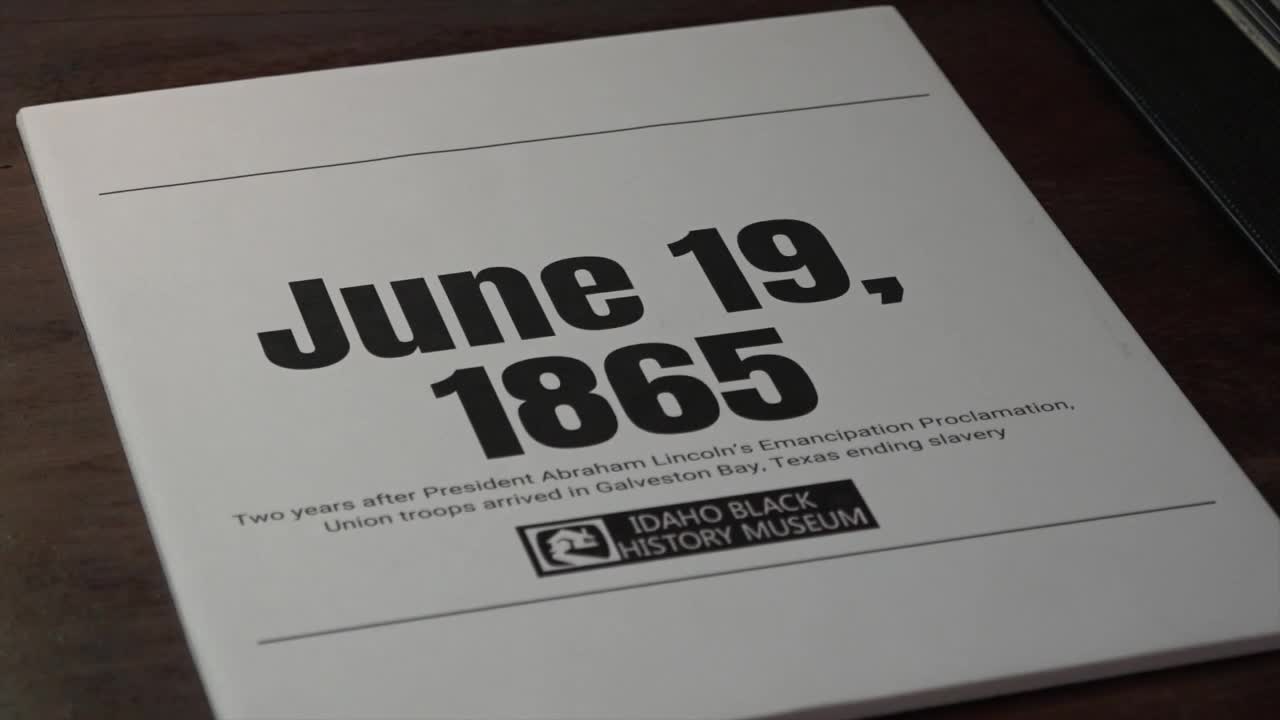 June 19,
1865
Two years after President Abraham Lincoln's Emancipation Proclamation,
Union troops arrived in Galveston Bay, Texas ending slavery
IDAHO BLACK
HISTORY MUSEUM